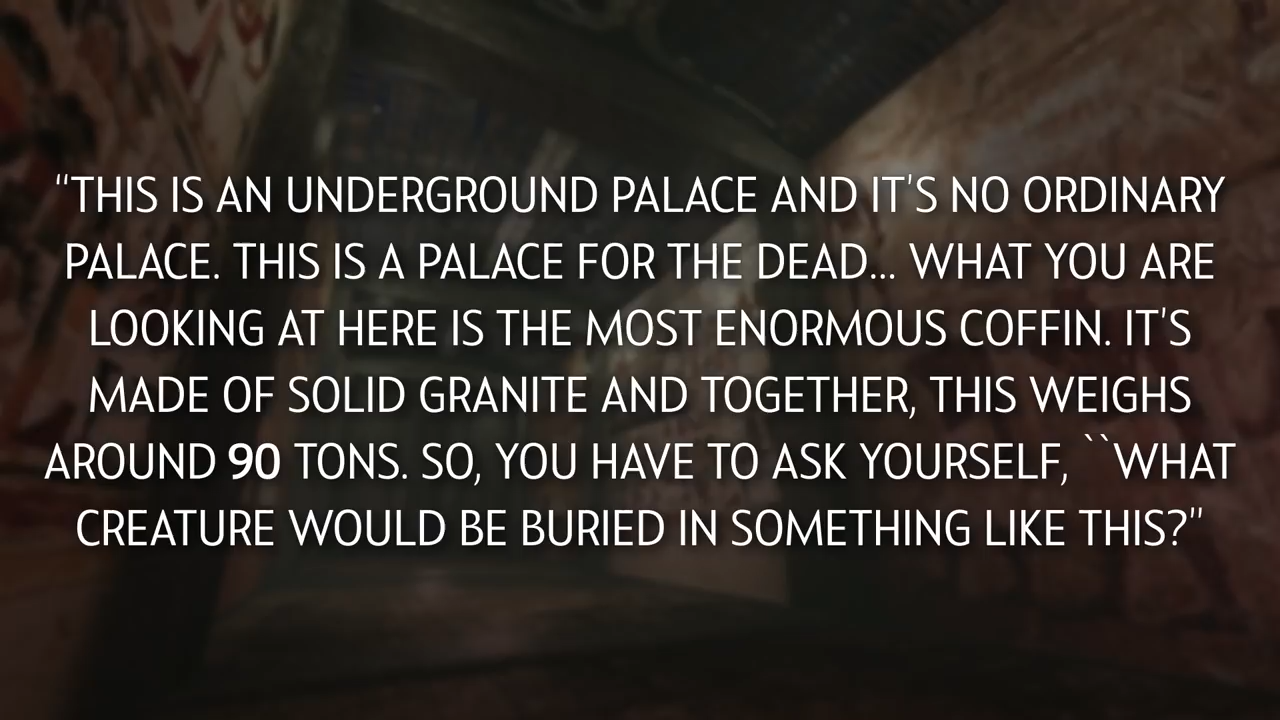 “THIS IS AN UNDERGROUND PALACE AND IT'S NO ORDINARY
PALACE. THIS IS A PALACE FOR THE DEAD... WHAT YOU ARE
LOOKING AT HERE IS THE MOST ENORMOUS COFFIN. IT'S
MADE OF SOLID GRANITE AND TOGETHER, THIS WEIGHS
AROUND 90 TONS. SO, YOU HAVE TO ASK YOURSELF, ``WHAT
CREATURE WOULD BE BURIED IN SOMETHING LIKE THIS?”